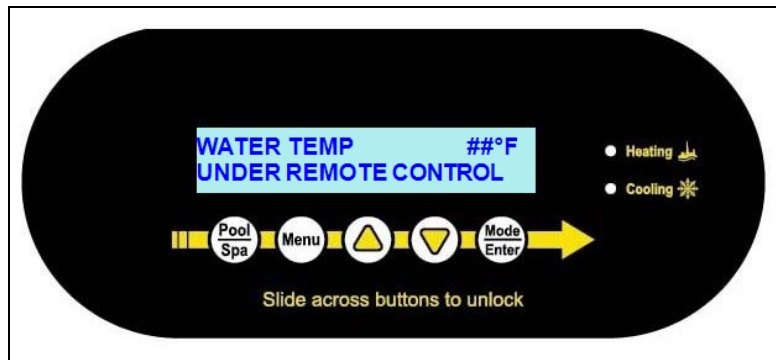 WATER TEMP ##°F
UNDER REMOTE CONTROL
Heating
Cooling
Pool
Spa
Menu
Mode
Enter
Slide across buttons to unlock